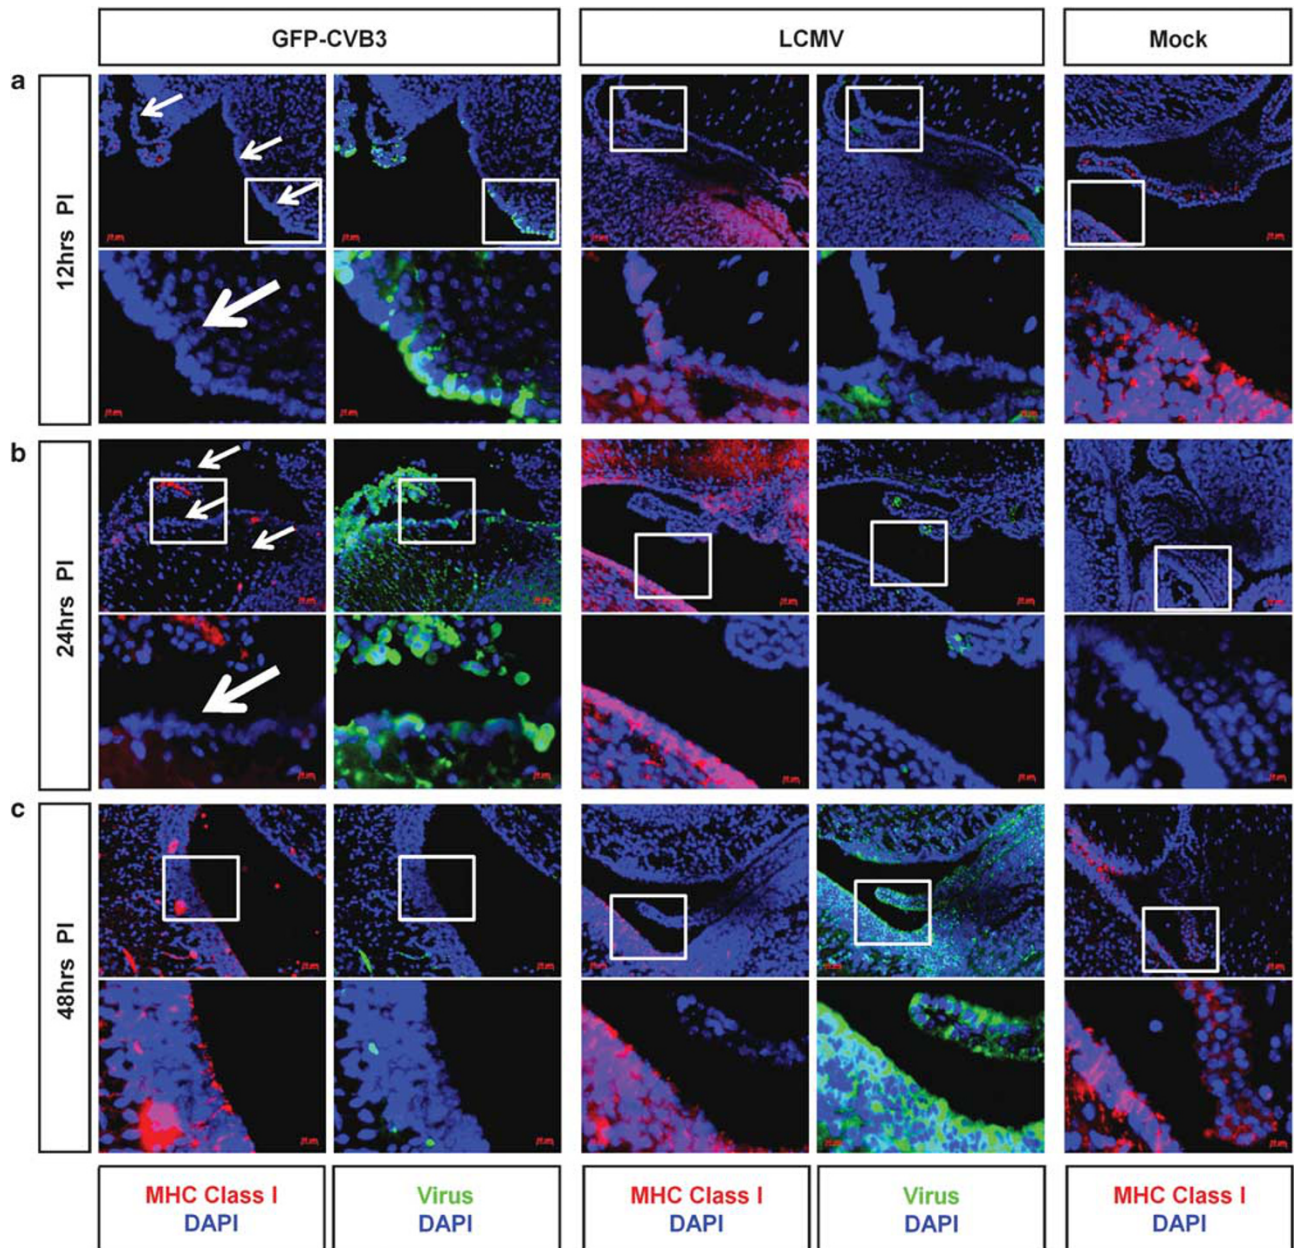 GFP-CVB3
LCMV
Mock
a
12hrs PI
b
24hrs PI
c
48hrs PI
MHC Class I
DAPI
Virus
DAPI
MHC Class I
DAPI
Virus
DAPI
MHC Class I
DAPI